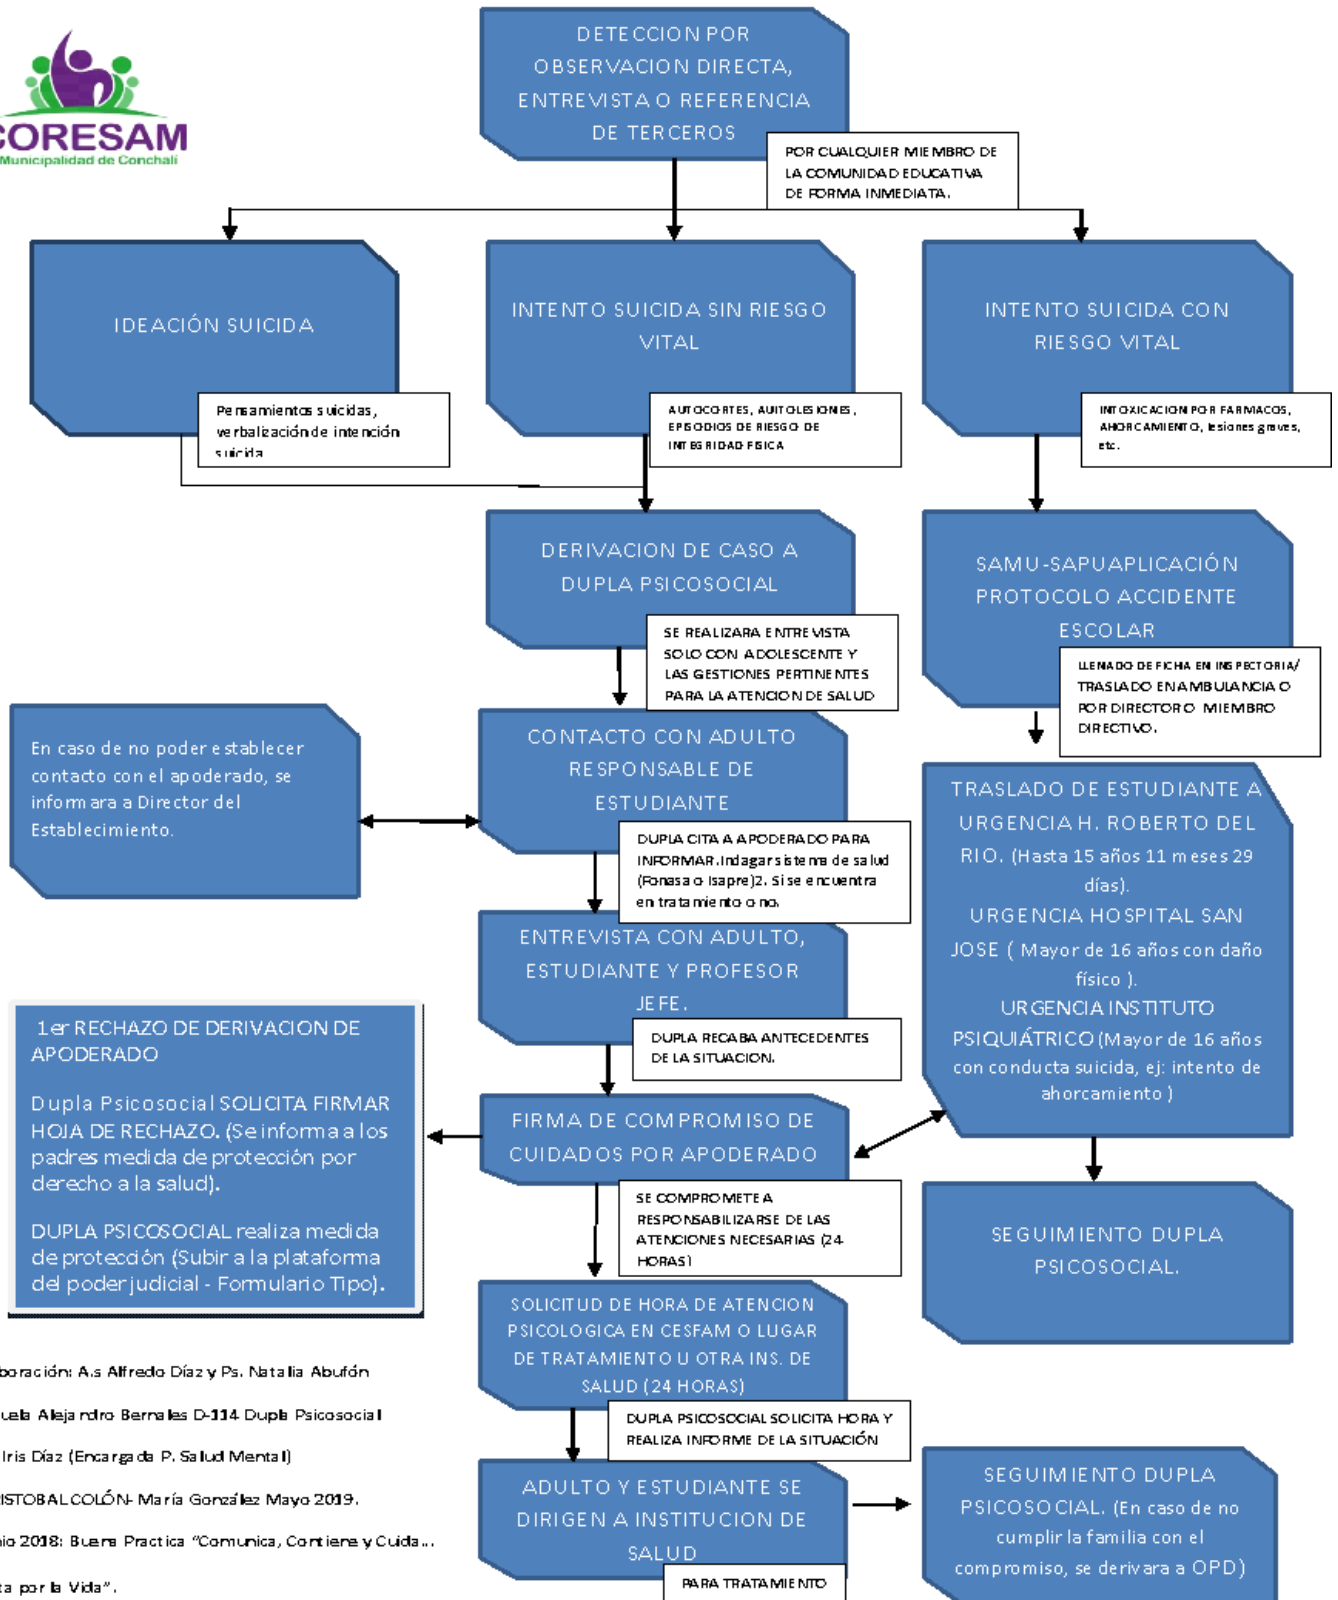 CORESAM
Municipalidad de Conchalí
DETECCION POR
OBSERVACION DIRECTA,
ENTREVISTA O REFERENCIA
DE TERCEROS
POR CUALQUIER MIEMBRO DE
LA COMUNIDAD EDUCATIVA
DE FORMA INMEDIATA.
IDEACIÓN SUICIDA
Pensamientos suicidas,
verbalización de intención
suicida
INTENTO SUICIDA SIN RIESGO
VITAL
AUTOCORTES, AUITOLESIONES,
EPISODIOS DE RIESGO DE
INTEGRIDAD FISICA
INTENTO SUICIDA CON
RIESGO VITAL
INTOXICACION POR FARMACOS,
AHORCAMIENTO, lesiones graves,
etc.
DERIVACION DE CASO A
DUPLA PSICOSOCIAL
SE REALIZARA ENTREVISTA
SOLO CON ADOLESCENTE Y
LAS GESTIONES PERTINENTES
PARA LA ATENCION DE SALUD
SAMU-SAPUAPLICACIÓN
PROTOCOLO ACCIDENTE
ESCOLAR
LLENADO DE FICHA EN INSPECTORIA/
TRASLADO EN AMBULANCIA O
POR DIRECTOR O MIEMBRO
DIRECTIVO.
CONTACTO CON ADULTO
RESPONSABLE DE
ESTUDIANTE
En caso de no poder establecer
contacto con el apoderado, se
informara a Director del
Establecimiento.
DUPLA CITA A APODERADO PARA
INFORMAR.Indagar sistema de salud
(Fonasa o Isapre)2. Si se encuentra
en tratamiento o no.
TRASLADO DE ESTUDIANTE A
URGENCIA H. ROBERTO DEL
RIO. (Hasta 15 años 11 meses 29
días).
URGENCIA HOSPITAL SAN
JOSE ( Mayor de 16 años con daño
físico ).
URGENCIA INSTITUTO
PSIQUIÁTRICO (Mayor de 16 años
con conducta suicida, ej: intento de
ahorcamiento )
ENTREVISTA CON ADULTO,
ESTUDIANTE Y PROFESOR
JEFE.
DUPLA RECABA ANTECEDENTES
DE LA SITUACION.
1er RECHAZO DE DERIVACION DE
APODERADO
Dupla Psicosocial SOLICITA FIRMAR
HOJA DE RECHAZO. (Se informa a los
padres medida de protección por
derecho a la salud).
DUPLA PSICOSOCIAL realiza medida
de protección (Subir a la plataforma
del poder judicial - Formulario Tipo).
FIRMA DE COMPROMISO DE
CUIDADOS POR APODERADO
SE COMPROMETE A
RESPONSABILIZARSE DE LAS
ATENCIONES NECESARIAS (24
HORAS)
SEGUIMIENTO DUPLA
PSICOSOCIAL.
SOLICITUD DE HORA DE ATENCION
PSICOLOGICA EN CESFAM O LUGAR
DE TRATAMIENTO U OTRA INS. DE
SALUD (24 HORAS)
DUPLA PSICOSOCIAL SOLICITA HORA Y
REALIZA INFORME DE LA SITUACIÓN
ADULTO Y ESTUDIANTE SE
DIRIGEN A INSTITUCION DE
SALUD
PARA TRATAMIENTO
SEGUIMIENTO DUPLA
PSICOSOCIAL. (En caso de no
cumplir la familia con el
compromiso, se derivara a OPD)
boración: A.s Alfredo Díaz y Ps. Natalia Abufón
uela Alejandro Bernales D-114 Dupla Psicosocial
Iris Díaz (Encargada P. Salud Mental)
ISTOBAL COLÓN- María González Mayo 2019.
io 2018: Buena Practica "Comunica, Contiene y Cuida...
ta por la Vida".